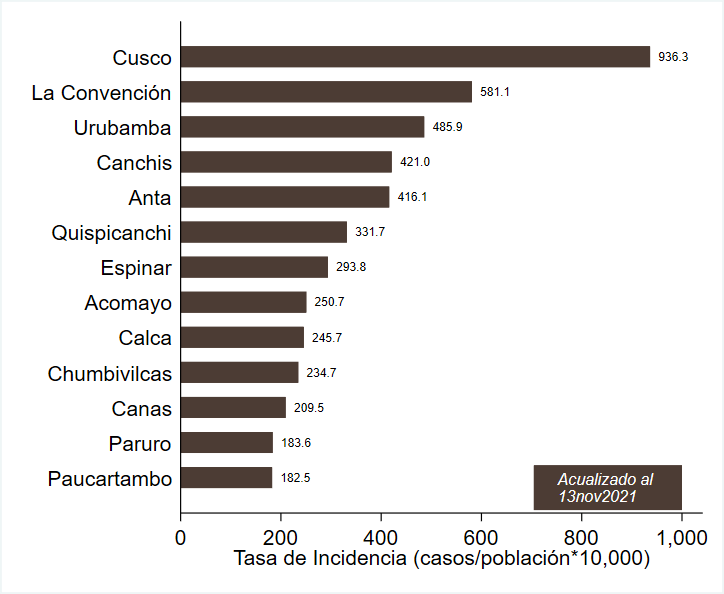 Cusco 936.3
La Convención 581.1
Urubamba 485.9
Canchis 421.0
Anta 416.1
Quispicanchi 331.7
Espinar 293.8
Acomayo 250.7
Calca 245.7
Chumbivilcas 234.7
Canas 209.5
Paruro 183.6
Paucartambo 182.5
Acualizado al
13nov2021
0 200 400 600 800 1,000
Tasa de Incidencia (casos/población*10,000)